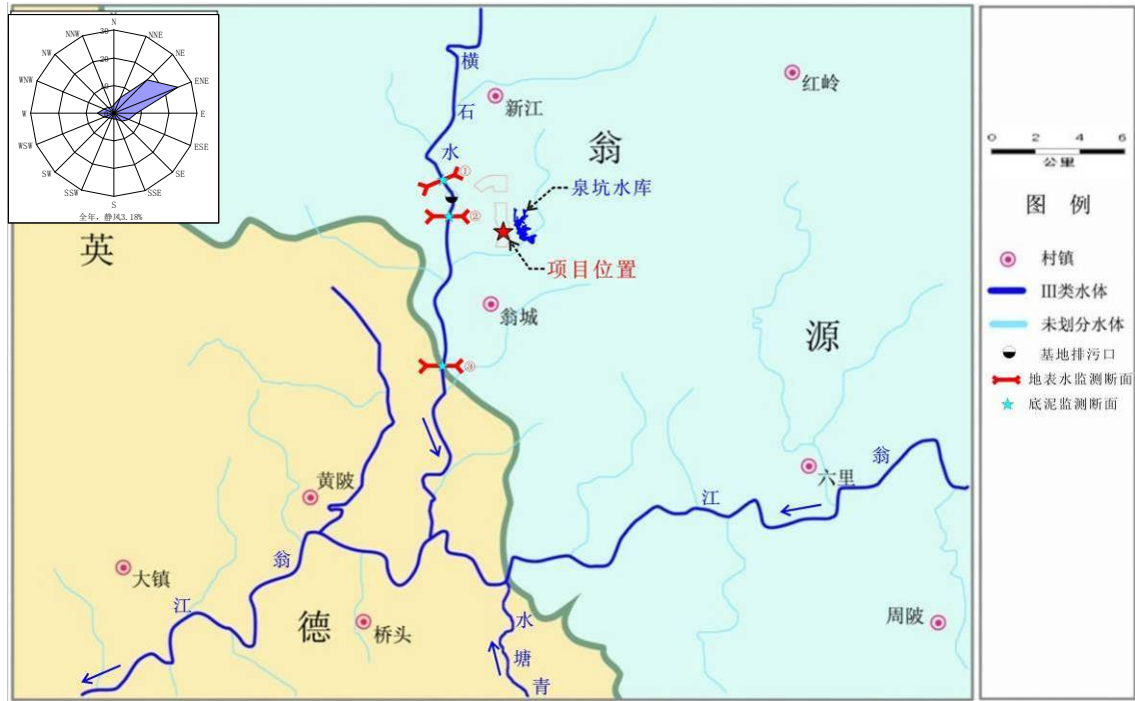 N
NNE
NE
ENE
E
ESE
SE
SSE
S
SSW
SW
WSW
W
WNW
NW
NNW
30
20
全年，静风3.18%
横
石
水
新江
红岭
翁
泉坑水库
①
②
项目位置
英
翁城
源
③
黄陂
六里
翁
江
翁
江
大镇
德
桥头
水
塘
青
周陂
0 2 4 6
公里
图 例
村镇
III类水体
未划分水体
基地排污口
地表水监测断面
底泥监测断面